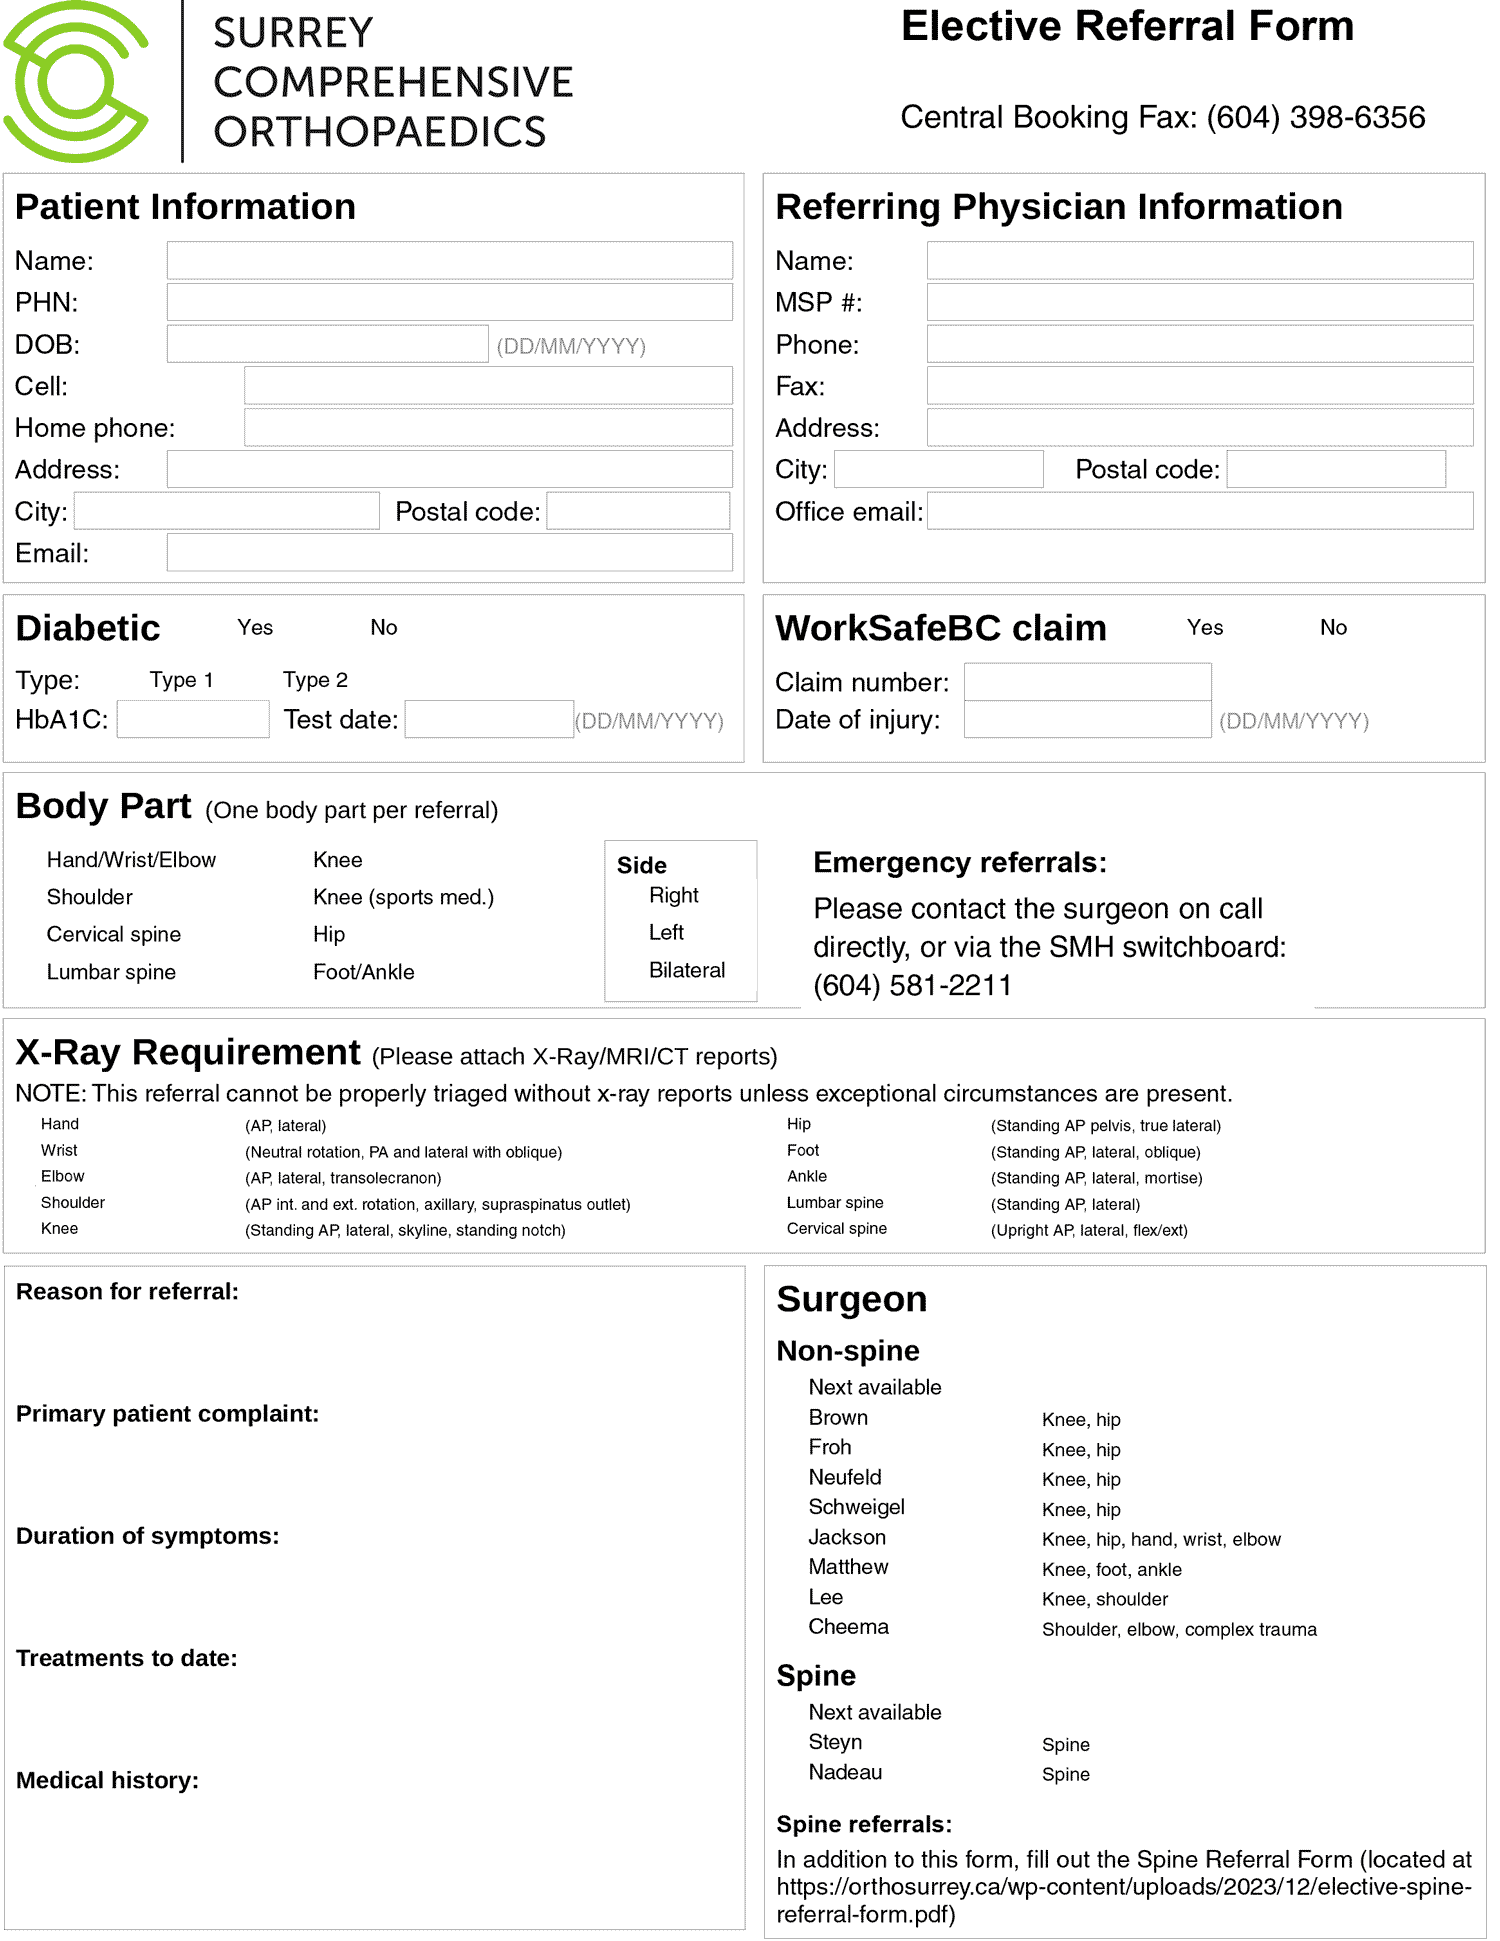 SURREY
COMPREHENSIVE
ORTHOPAEDICS
Elective Referral Form
Central Booking Fax: (604) 398-6356
Patient Information
Name:
PHN:
DOB: (DD/MM/YYYY)
Cell:
Home phone:
Address:
City: Postal code:
Email:
Referring Physician Information
Name:
MSP #:
Phone:
Fax:
Address:
City: Postal code:
Office email:
Diabetic Yes No
Type: Type 1 Type 2
HbA1C: Test date: (DD/MM/YYYY)
WorkSafeBC claim Yes No
Claim number:
Date of injury: (DD/MM/YYYY)
Body Part (One body part per referral)
Hand/Wrist/Elbow Knee
Shoulder Knee (sports med.)
Cervical spine Hip
Lumbar spine Foot/Ankle
Side
Right
Left
Bilateral
Emergency referrals:
Please contact the surgeon on call
directly, or via the SMH switchboard:
(604) 581-2211
X-Ray Requirement (Please attach X-Ray/MRI/CT reports)
NOTE: This referral cannot be properly triaged without x-ray reports unless exceptional circumstances are present.
Hand (AP, lateral)
Wrist (Neutral rotation, PA and lateral with oblique)
Elbow (AP, lateral, transolecranon)
Shoulder (AP int. and ext. rotation, axillary, supraspinatus outlet)
Knee (Standing AP, lateral, skyline, standing notch)
Hip (Standing AP pelvis, true lateral)
Foot (Standing AP, lateral, oblique)
Ankle (Standing AP, lateral, mortise)
Lumbar spine (Standing AP, lateral)
Cervical spine (Upright AP, lateral, flex/ext)
Reason for referral:
Primary patient complaint:
Duration of symptoms:
Treatments to date:
Medical history:
Surgeon
Non-spine
Next available
Brown Knee, hip
Froh Knee, hip
Neufeld Knee, hip
Schweigel Knee, hip
Jackson Knee, hip, hand, wrist, elbow
Matthew Knee, foot, ankle
Lee Knee, shoulder
Cheema Shoulder, elbow, complex trauma
Spine
Next available
Steyn Spine
Nadeau Spine
Spine referrals:
In addition to this form, fill out the Spine Referral Form (located at
https://orthosurrey.ca/wp-content/uploads/2023/12/elective-spine-
referral-form.pdf)